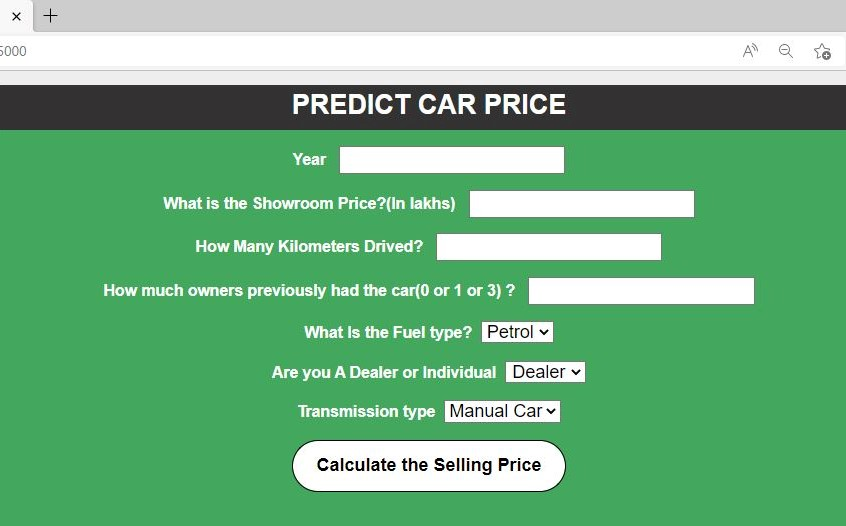 5000
PREDICT CAR PRICE
Year
What is the Showroom Price?(In lakhs)
How Many Kilometers Drived?
How much owners previously had the car(0 or 1 or 3) ?
What Is the Fuel type? Petrol
Are you A Dealer or Individual Dealer
Transmission type Manual Car
Calculate the Selling Price